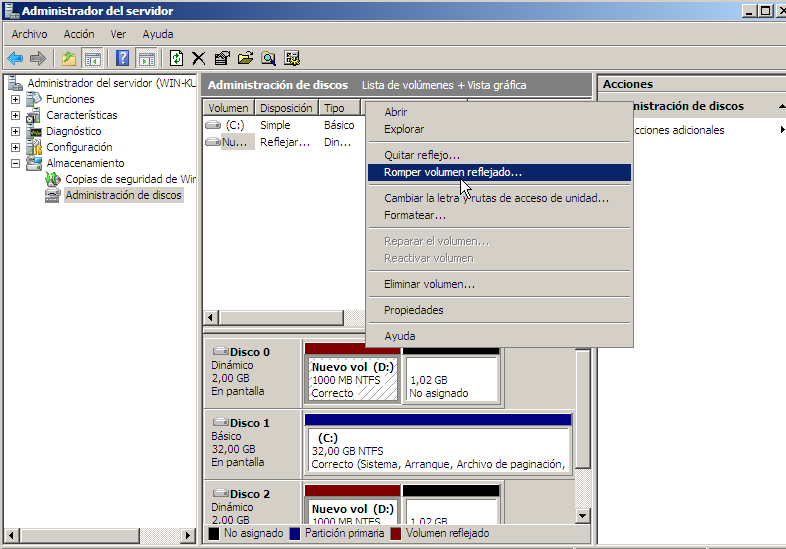 Administrador del servidor
Archivo Acción Ver Ayuda
Administrador del servidor (WIN-KU
Funciones
Características
Diagnóstico
Configuración
Almacenamiento
Copias de seguridad de Wir
Administración de discos
Administración de discos Lista de volúmenes + Vista gráfica
Volumen Disposición Tipo
(C:) Simple Básico
Nu... Reflejar... Din...
Abrir
Explorar
Quitar reflejo...
Romper volumen reflejado...
Cambiar la letra y rutas de acceso de unidad...
Formatear...
Reparar el volumen...
Reactivar volumen
Eliminar volumen...
Propiedades
Ayuda
Disco 0
Dinámico
2,00 GB
En pantalla
Nuevo vol (D:)
1000 MB NTFS
Correcto
1,02 GB
No asignado
Disco 1
Básico
32,00 GB
En pantalla
(C:)
32,00 GB NTFS
Correcto (Sistema, Arranque, Archivo de paginación,
Disco 2
Dinámico
2,00 GB
Nuevo vol (D:)
1000 MB NTFS
1,02 GB
No asignado Partición primaria Volumen reflejado
Acciones
ministración de discos
cciones adicionales